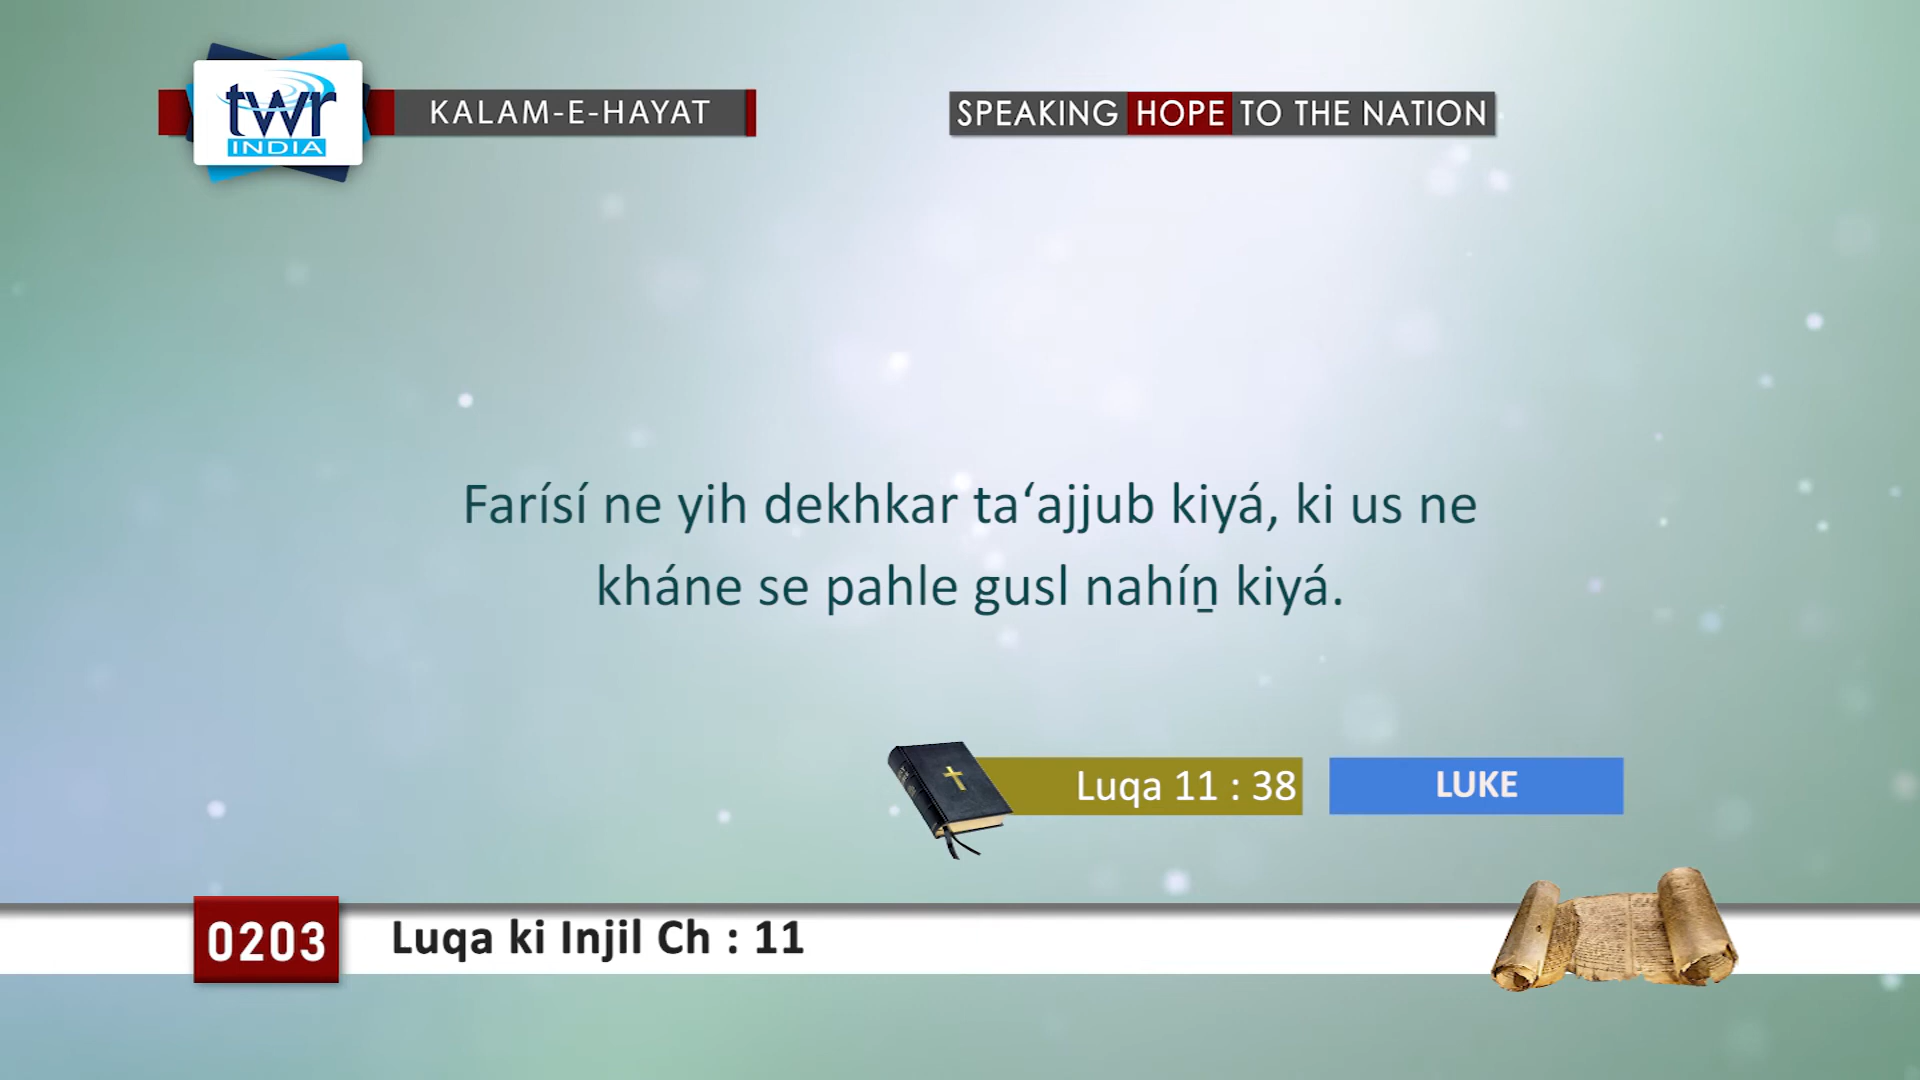 twr
INDIA
KALAM-E-HAYAT
SPEAKING HOPE TO THE NATION
Farísí ne yih dekhkar ta‘ajjub kiyá, ki us ne
kháne se pahle gusl nahíṉ kiyá.
Luqa 11 : 38
LUKE
0203
Luqa ki Injil Ch : 11